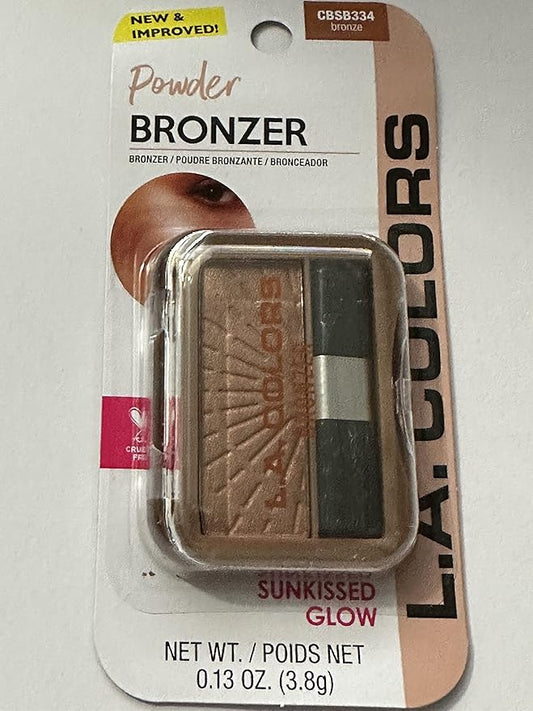 NEW &
IMPROVED!
CBSB334
bronze
Powder
BRONZER
BRONZER / POUDRE BRONZANTE / BRONCEADOR
L.A. COLORS
L.A. COLORS
BRONZER
SUNKISSED
GLOW
NET WT. / POIDS NET
0.13 OZ. (3.8g)